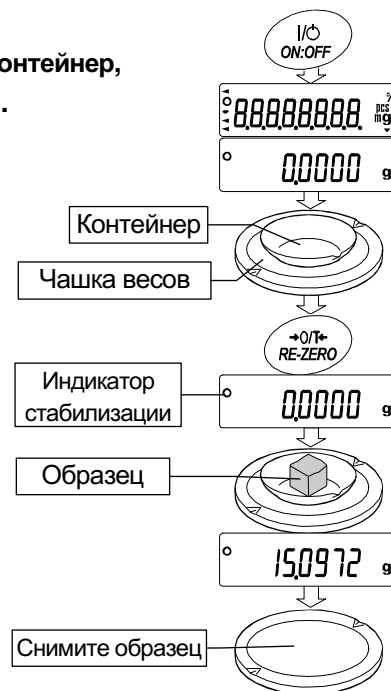 I/⏻
ON:OFF
контейнер,
.
8.8.8.8.8.8.8.8. % pcs mg
0.0000 g
Контейнер
Чашка весов
→0/T←
RE-ZERO
Индикатор
стабилизации
0.0000 g
Образец
15.0972 g
Снимите образец